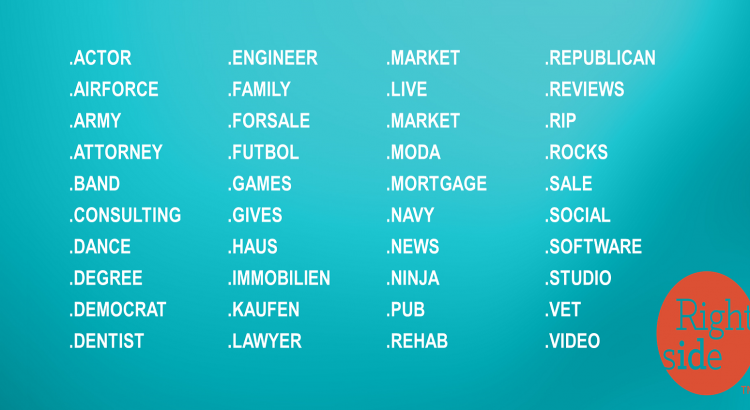 .ACTOR
.AIRFORCE
.ARMY
.ATTORNEY
.BAND
.CONSULTING
.DANCE
.DEGREE
.DEMOCRAT
.DENTIST
.ENGINEER
.FAMILY
.FORSALE
.FUTBOL
.GAMES
.GIVES
.HAUS
.IMMOBILIEN
.KAUFEN
.LAWYER
.MARKET
.LIVE
.MARKET
.MODA
.MORTGAGE
.NAVY
.NEWS
.NINJA
.PUB
.REHAB
.REPUBLICAN
.REVIEWS
.RIP
.ROCKS
.SALE
.SOCIAL
.SOFTWARE
.STUDIO
.VET
.VIDEO
Right
side